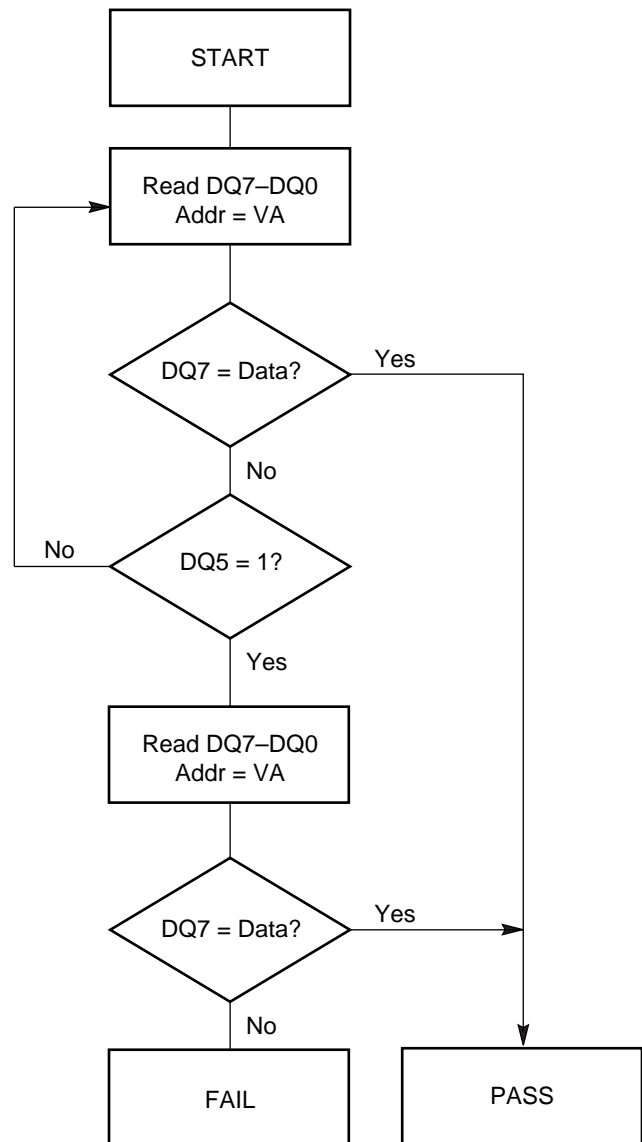 START
Read DQ7–DQ0
Addr = VA
DQ7 = Data?
Yes
No
No
DQ5 = 1?
Yes
Read DQ7–DQ0
Addr = VA
DQ7 = Data?
Yes
No
FAIL
PASS